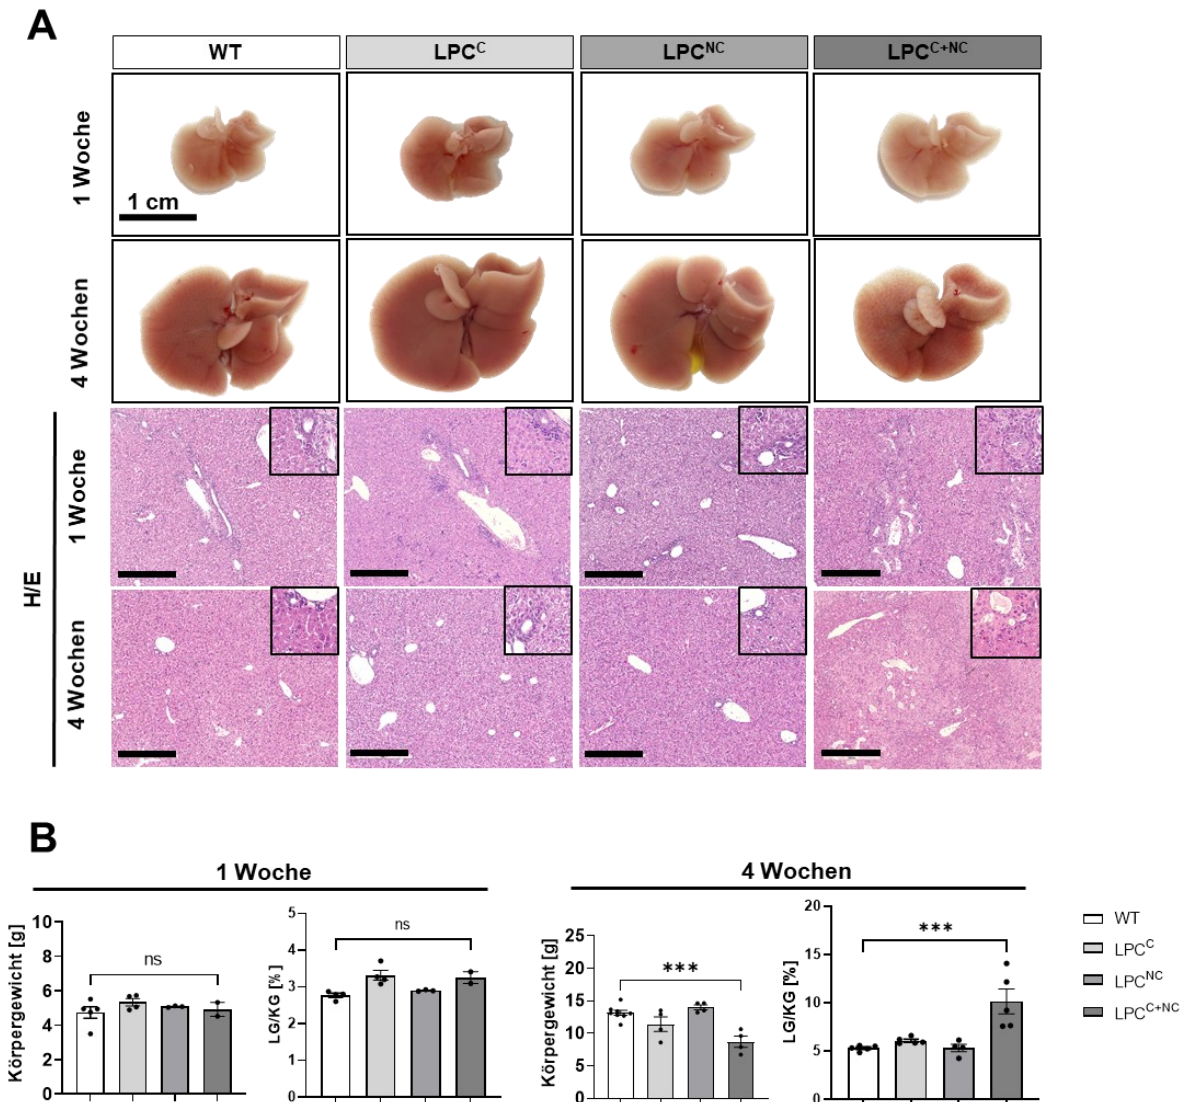 A
WT
LPC^C
LPC^NC
LPC^C+NC
1 Woche
1 cm
4 Wochen
H/E
1 Woche
4 Wochen
B
1 Woche
4 Wochen
Körpergewicht [g]
10
8
6
4
2
0
ns
LG/KG [%]
5
4
3
2
1
0
ns
Körpergewicht [g]
25
20
15
10
5
0
***
LG/KG [%]
20
15
10
5
0
***
WT
LPC^C
LPC^NC
LPC^C+NC